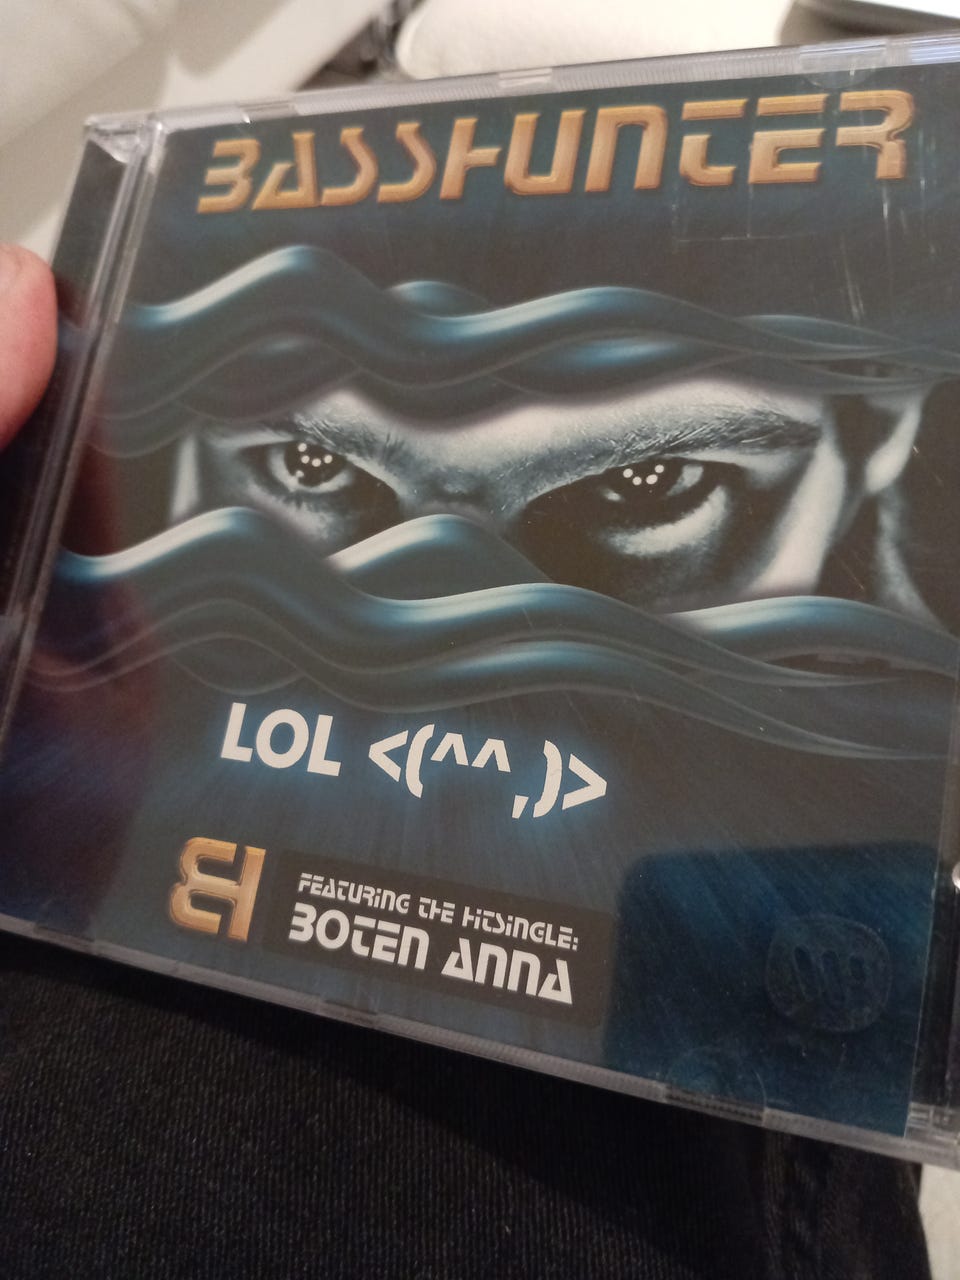 BASSHUNTER
LOL <(^^,)>
FEATURING THE HITSINGLE:
BOTEN ANNA